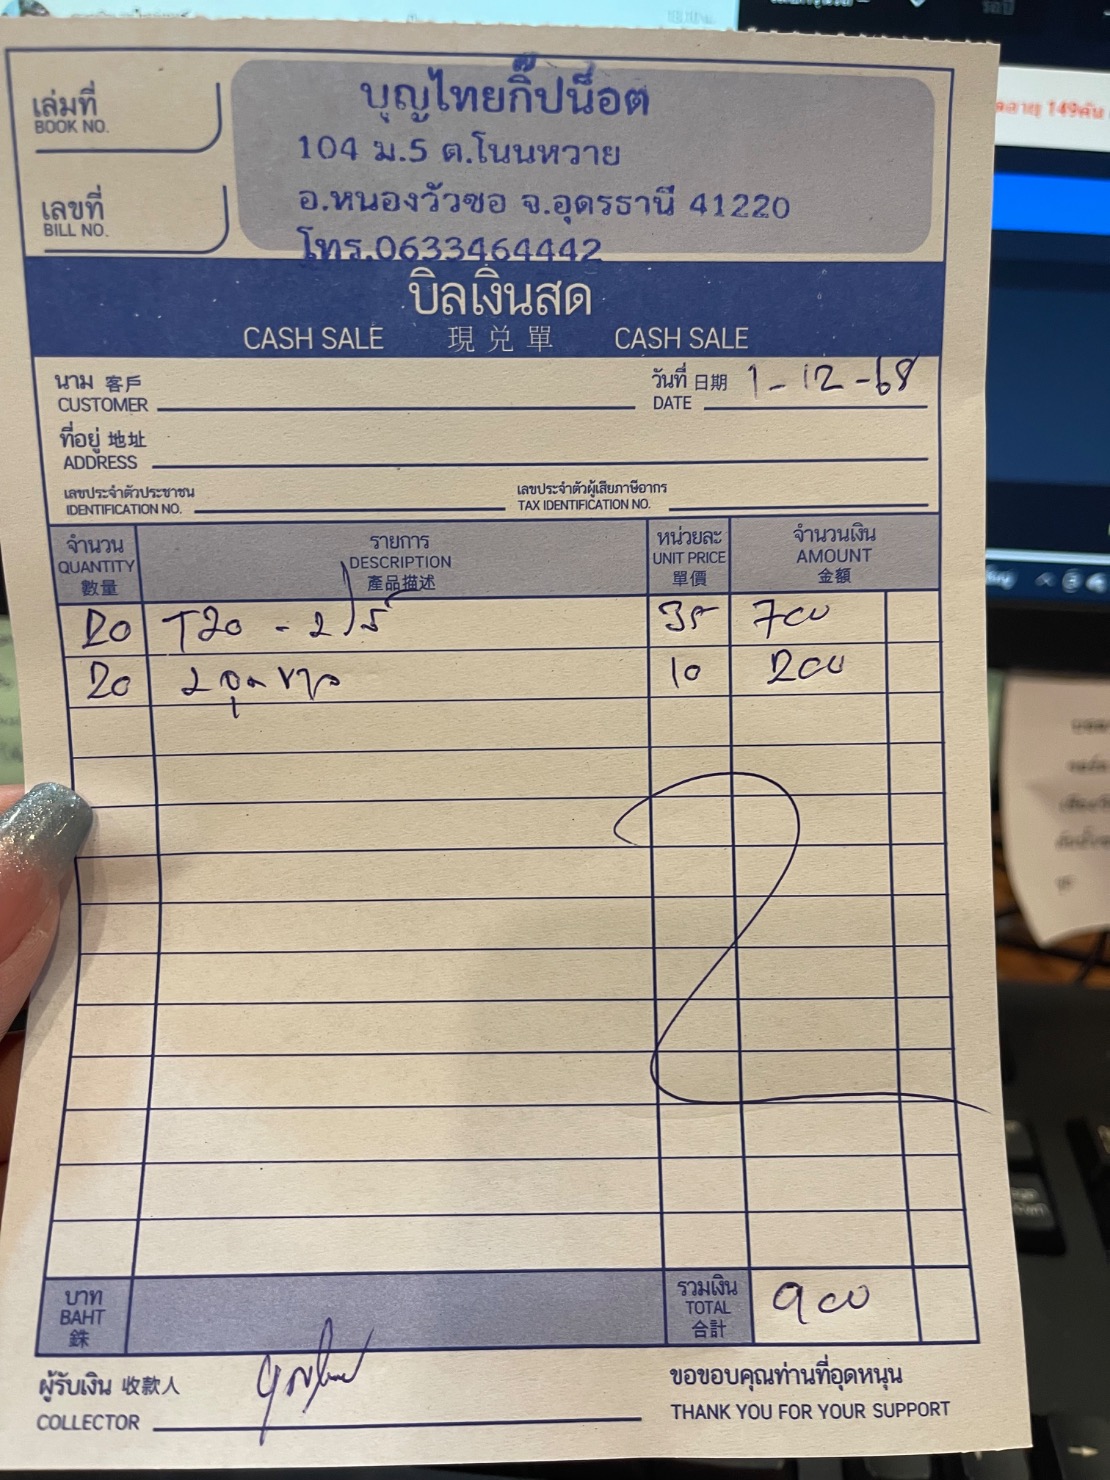 เล่มที่
BOOK NO.
บุญไทยกิ๊ปน็อต
104 ม.5 ต.โนนหวาย
เลขที่
BILL NO.
อ.หนองวัวซอ จ.อุดรธานี 41220
โทร.0633464442
บิลเงินสด
CASH SALE 現兑單 CASH SALE
นาม 客戶
CUSTOMER
วันที่ 日期 1-12-68
DATE
ที่อยู่ 地址
ADDRESS
เลขประจำตัวประชาชน
IDENTIFICATION NO.
เลขประจำตัวผู้เสียภาษีอากร
TAX IDENTIFICATION NO.
จำนวน รายการ หน่วยละ จำนวนเงิน
QUANTITY DESCRIPTION UNIT PRICE AMOUNT
數量 產品描述 單價 金額
20 T20 - 2 35 700
20 2 10 200
บาท
BAHT
銖
รวมเงิน
TOTAL
合計
900
ผู้รับเงิน 收款人
COLLECTOR
ขอขอบคุณท่านที่อุดหนุน
THANK YOU FOR YOUR SUPPORT